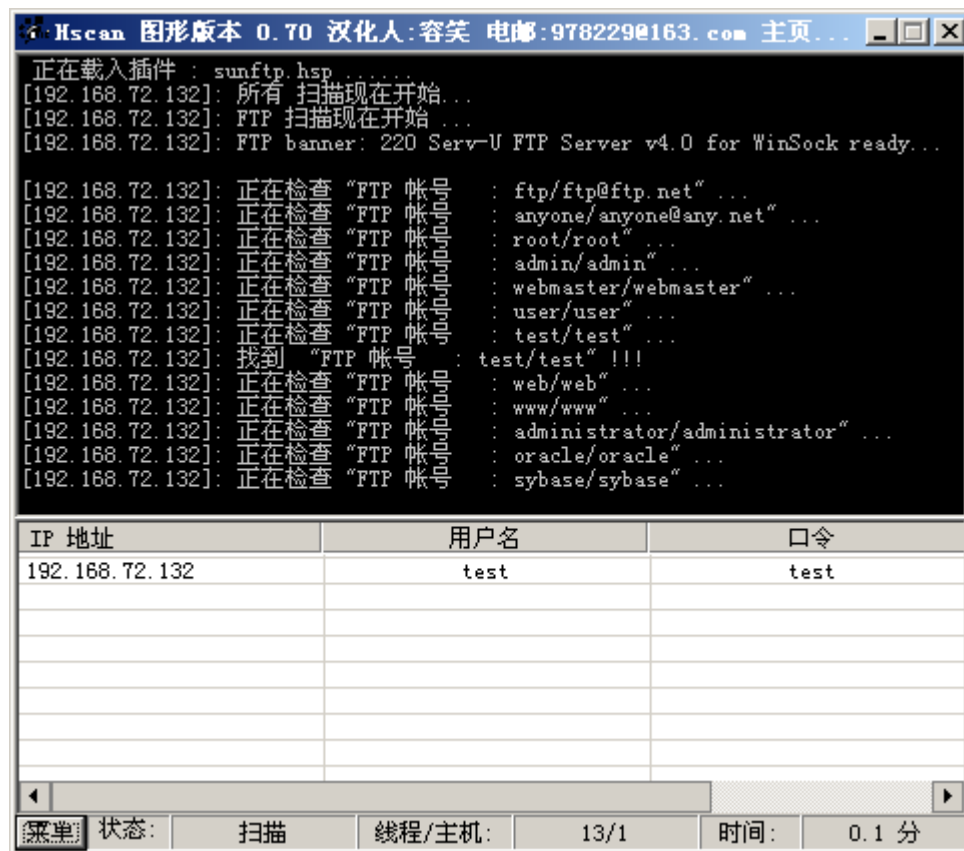 Hscan 图形版本 0.70 汉化人:容笑 电邮:978229@163.com 主页...
正在载入插件 : sunftp.hsp ......
[192.168.72.132]: 所有 扫描现在开始...
[192.168.72.132]: FTP 扫描现在开始 ...
[192.168.72.132]: FTP banner: 220 Serv-U FTP Server v4.0 for WinSock ready...
[192.168.72.132]: 正在检查 "FTP 帐号 : ftp/ftp@ftp.net" ...
[192.168.72.132]: 正在检查 "FTP 帐号 : anyone/anyone@any.net" ...
[192.168.72.132]: 正在检查 "FTP 帐号 : root/root" ...
[192.168.72.132]: 正在检查 "FTP 帐号 : admin/admin" ...
[192.168.72.132]: 正在检查 "FTP 帐号 : webmaster/webmaster" ...
[192.168.72.132]: 正在检查 "FTP 帐号 : user/user" ...
[192.168.72.132]: 正在检查 "FTP 帐号 : test/test" ...
[192.168.72.132]: 找到 "FTP 帐号 : test/test" !!!
[192.168.72.132]: 正在检查 "FTP 帐号 : web/web" ...
[192.168.72.132]: 正在检查 "FTP 帐号 : www/www" ...
[192.168.72.132]: 正在检查 "FTP 帐号 : administrator/administrator" ...
[192.168.72.132]: 正在检查 "FTP 帐号 : oracle/oracle" ...
[192.168.72.132]: 正在检查 "FTP 帐号 : sybase/sybase" ...
IP 地址 用户名 口令
192.168.72.132 test test
菜单 状态: 扫描 线程/主机: 13/1 时间: 0.1 分